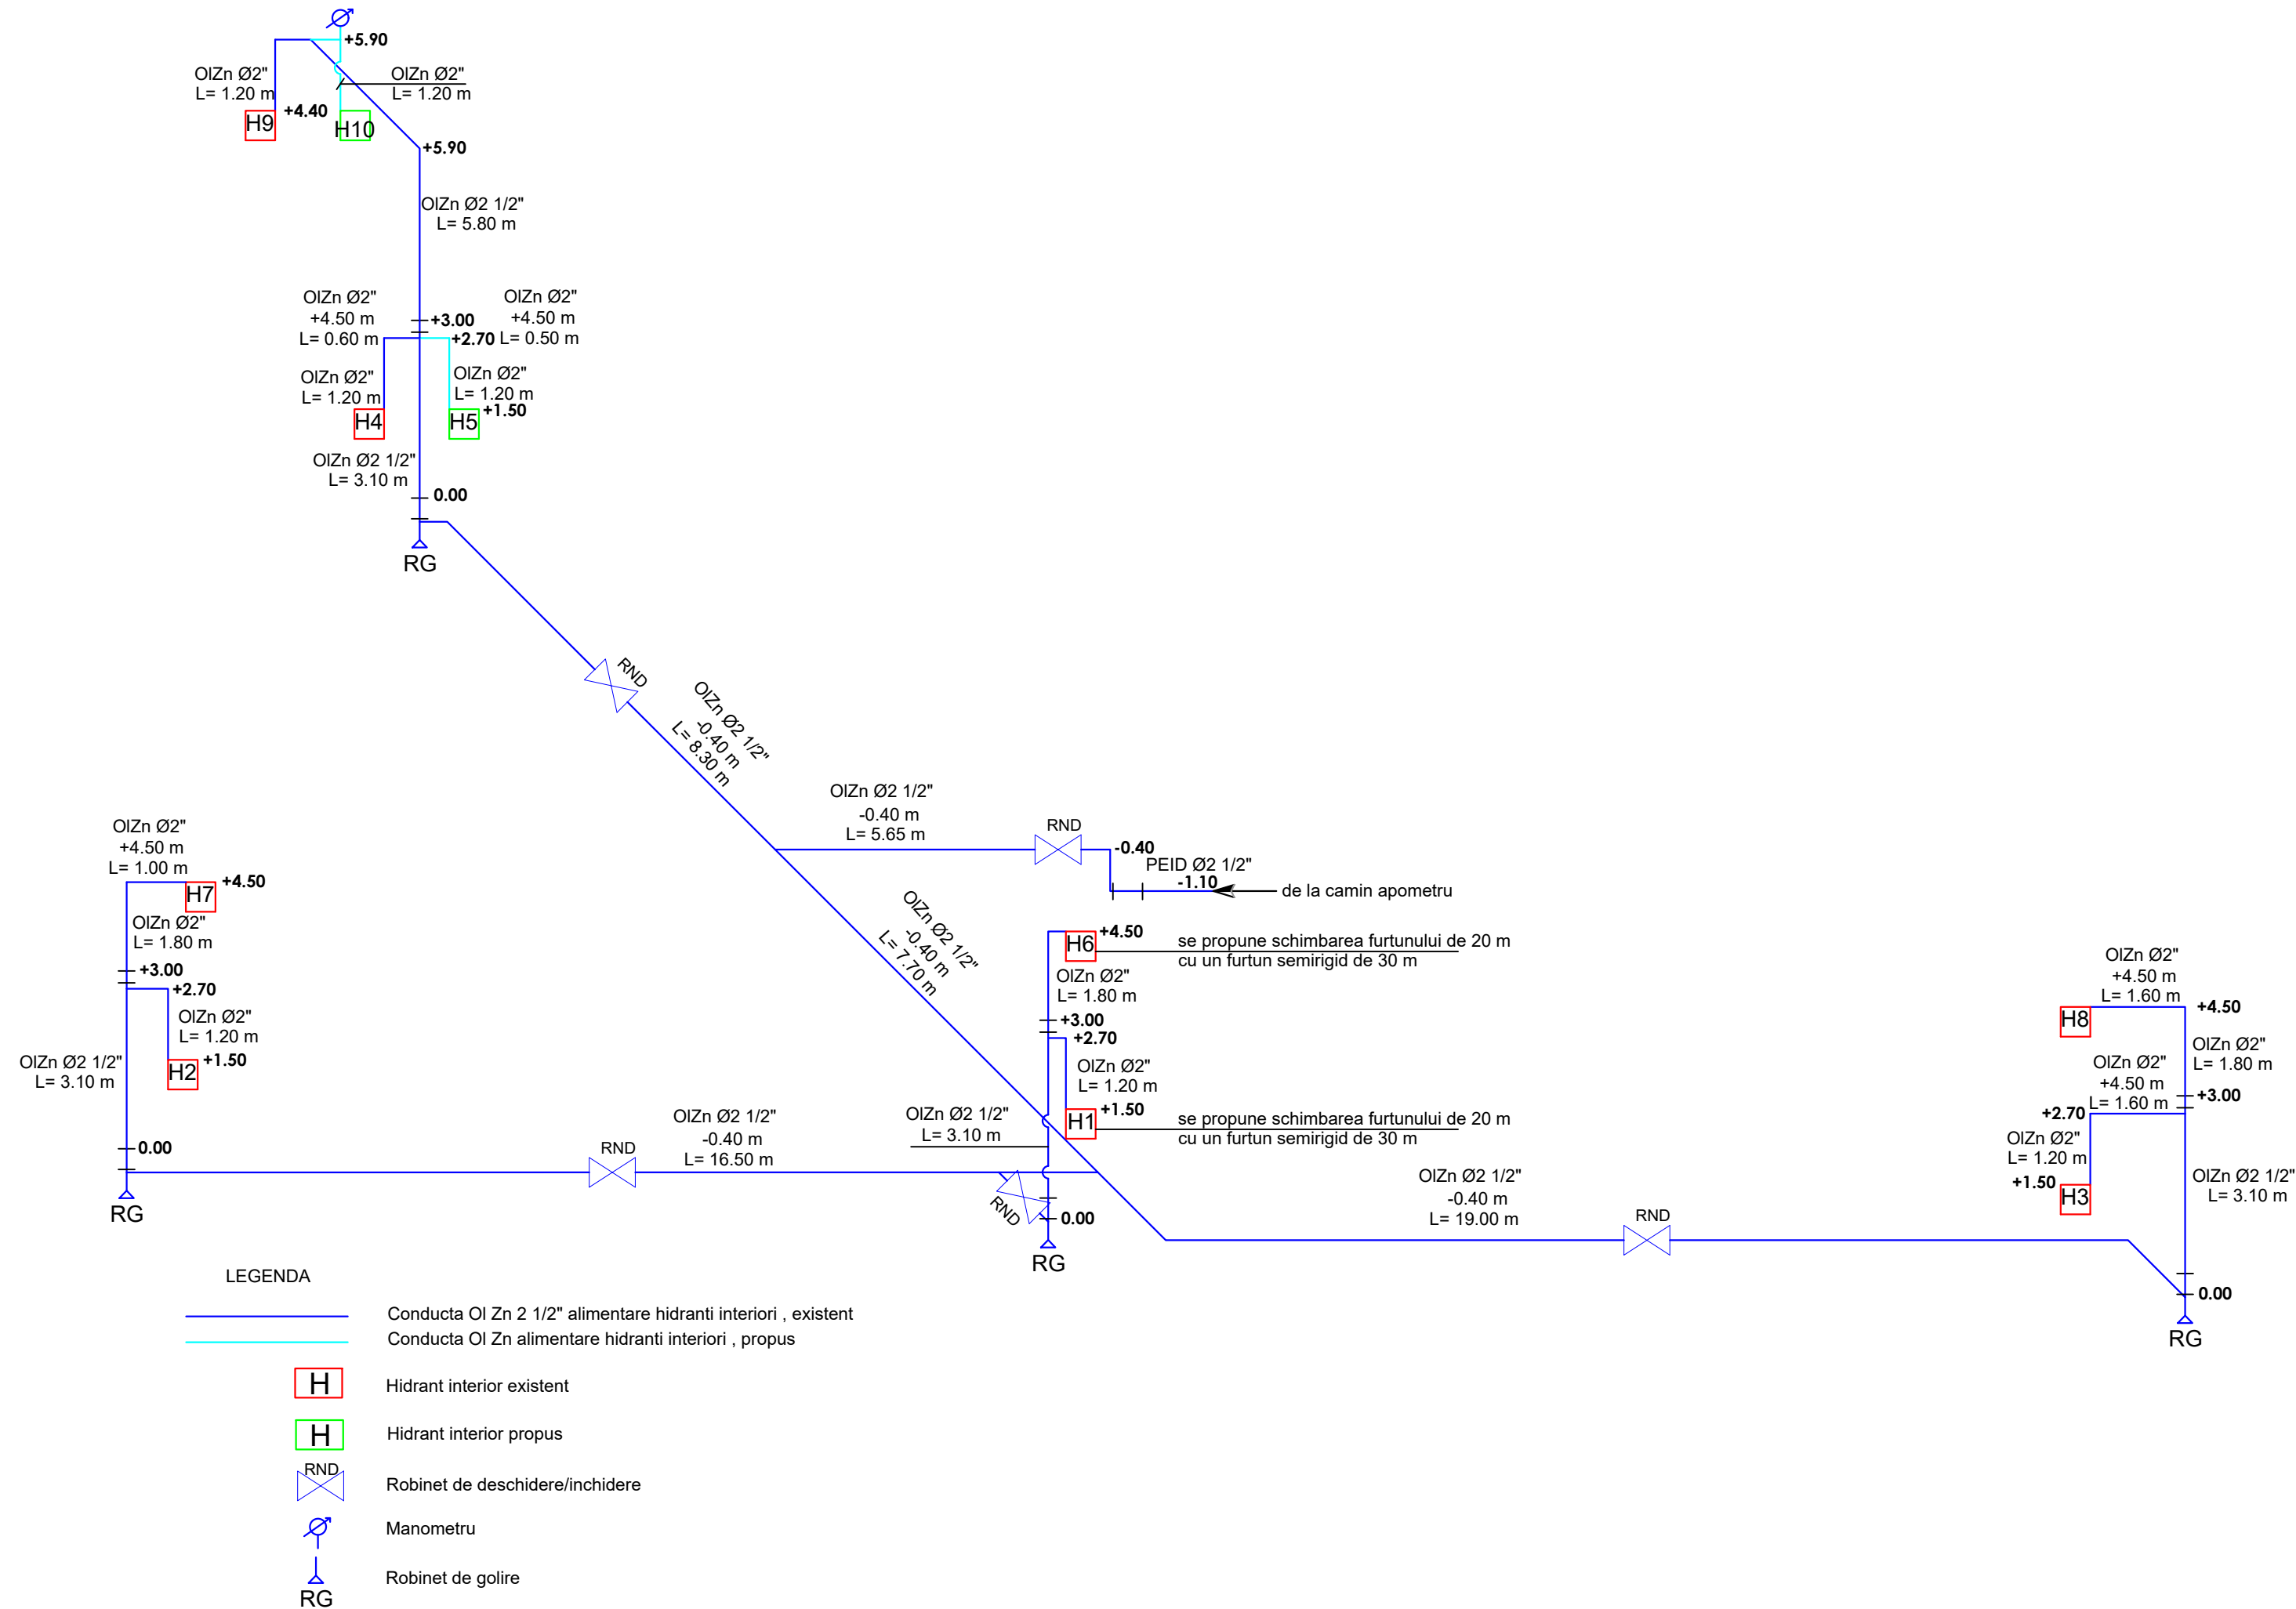 +5.90
OlZn Ø2"
L= 1.20 m
OlZn Ø2"
L= 1.20 m
+4.40
H9
H10
+5.90
OlZn Ø2 1/2"
L= 5.80 m
OlZn Ø2"
+4.50 m
L= 0.60 m
OlZn Ø2"
+4.50 m
L= 0.50 m
+3.00
+2.70
OlZn Ø2"
L= 1.20 m
OlZn Ø2"
L= 1.20 m
+1.50
H4
H5
OlZn Ø2 1/2"
L= 3.10 m
0.00
RG
RND
OlZn Ø2 1/2"
-0.40 m
L= 8.30 m
OlZn Ø2 1/2"
-0.40 m
L= 5.65 m
RND
-0.40
PEID Ø2 1/2"
-1.10
de la camin apometru
OlZn Ø2"
+4.50 m
L= 1.00 m
H7
+4.50
OlZn Ø2"
L= 1.80 m
+3.00
+2.70
OlZn Ø2"
L= 1.20 m
+1.50
H2
OlZn Ø2 1/2"
L= 3.10 m
0.00
RG
RND
OlZn Ø2 1/2"
-0.40 m
L= 16.50 m
OlZn Ø2 1/2"
-0.40 m
L= 7.70 m
H6
+4.50
se propune schimbarea furtunului de 20 m
cu un furtun semirigid de 30 m
OlZn Ø2"
L= 1.80 m
+3.00
+2.70
OlZn Ø2"
L= 1.20 m
+1.50
H1
se propune schimbarea furtunului de 20 m
cu un furtun semirigid de 30 m
OlZn Ø2 1/2"
L= 3.10 m
RND
0.00
RG
OlZn Ø2 1/2"
-0.40 m
L= 19.00 m
RND
OlZn Ø2"
+4.50 m
L= 1.60 m
+4.50
H8
OlZn Ø2"
L= 1.80 m
OlZn Ø2"
+4.50 m
L= 1.60 m
+3.00
+2.70
OlZn Ø2"
L= 1.20 m
+1.50
H3
OlZn Ø2 1/2"
L= 3.10 m
0.00
RG
LEGENDA
Conducta Ol Zn 2 1/2" alimentare hidranti interiori , existent
Conducta Ol Zn alimentare hidranti interiori , propus
H
Hidrant interior existent
H
Hidrant interior propus
RND
Robinet de deschidere/inchidere
Manometru
Robinet de golire
RG